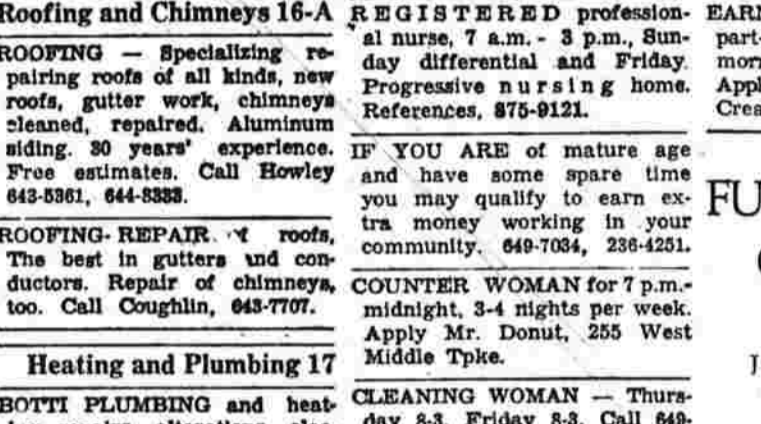 Roofing and Chimneys 16-A
ROOFING — Specializing re-
pairing roofs of all kinds, new
roofs, gutter work, chimneys
cleaned, repaired. Aluminum
siding. 30 years' experience.
Free estimates. Call Howley
643-5361, 644-8333.
ROOFING- REPAIR of roofs,
The best in gutters and con-
ductors. Repair of chimneys,
too. Call Coughlin, 643-7707.
Heating and Plumbing 17
BOTTI PLUMBING and heat-
REGISTERED profession-
al nurse, 7 a.m. - 3 p.m., Sun-
day differential and Friday.
Progressive nursing home.
References, 875-9121.
IF YOU ARE of mature age
and have some spare time
you may qualify to earn ex-
tra money working in your
community. 649-7034, 236-4251.
COUNTER WOMAN for 7 p.m.-
midnight, 3-4 nights per week.
Apply Mr. Donut, 255 West
Middle Tpke.
CLEANING WOMAN — Thurs-
day 8-3, Friday 8-3. Call 649-
EARN
part-
Appl
Crea
FU